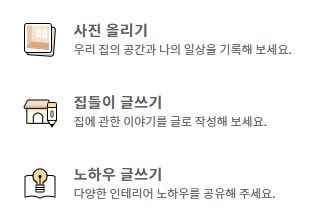 사진 올리기
우리 집의 공간과 나의 일상을 기록해 보세요.
집들이 글쓰기
집에 관한 이야기를 글로 작성해 보세요.
노하우 글쓰기
다양한 인테리어 노하우를 공유해 주세요.